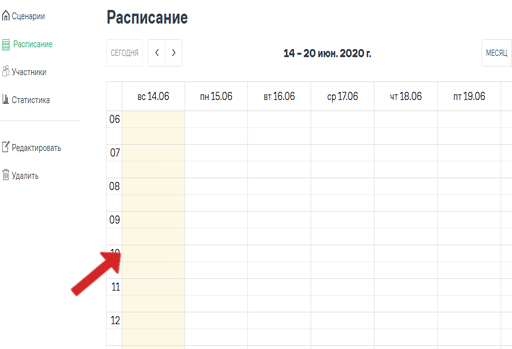 Сценарии
Расписание
Участники
Статистика
Редактировать
Удалить
Расписание
СЕГОДНЯ
14 – 20 июн. 2020 г.
МЕСЯЦ
вс 14.06 пн 15.06 вт 16.06 ср 17.06 чт 18.06 пт 19.06
06
07
08
09
10
11
12